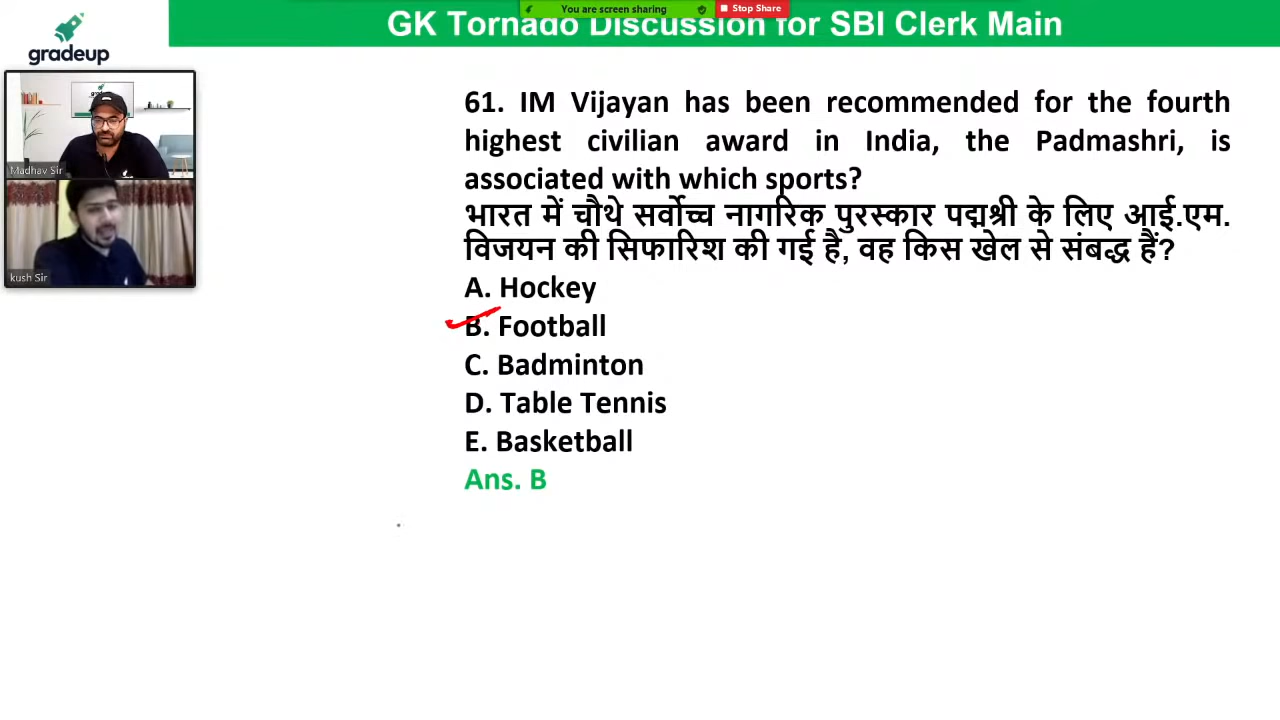 You are screen sharing Stop Share
GK Tornado Discussion for SBI Clerk Main
gradeup
Madhav Sir
kush Sir
61. IM Vijayan has been recommended for the fourth
highest civilian award in India, the Padmashri, is
associated with which sports?
भारत में चौथे सर्वोच्च नागरिक पुरस्कार पद्मश्री के लिए आई.एम.
विजयन की सिफारिश की गई है, वह किस खेल से संबद्ध हैं?
A. Hockey
B. Football
C. Badminton
D. Table Tennis
E. Basketball
Ans. B